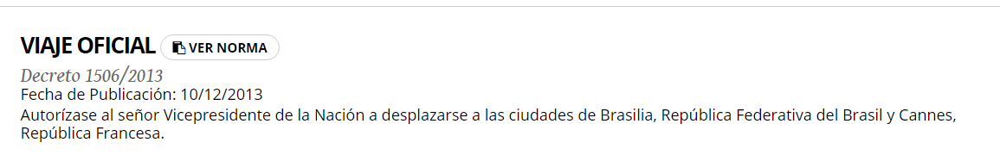 VIAJE OFICIAL VER NORMA
Decreto 1506/2013
Fecha de Publicación: 10/12/2013
Autorízase al señor Vicepresidente de la Nación a desplazarse a las ciudades de Brasilia, República Federativa del Brasil y Cannes,
República Francesa.